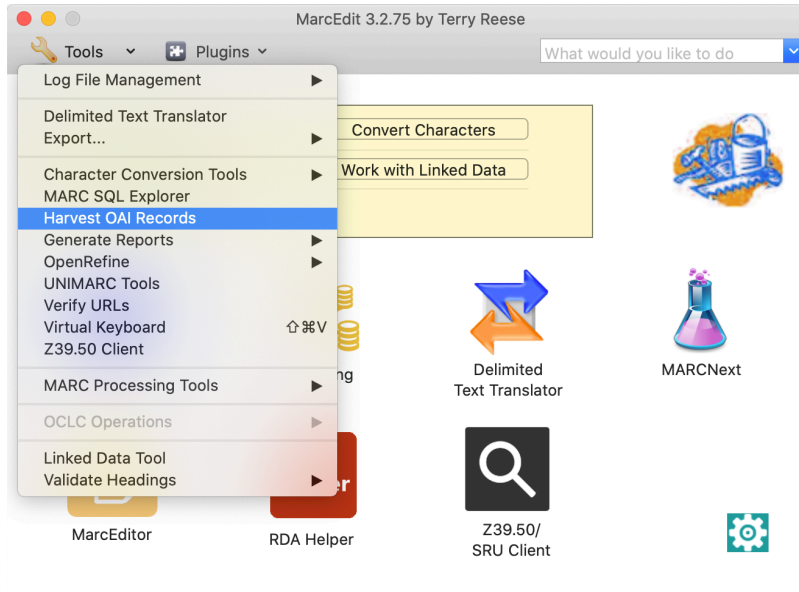 MarcEdit 3.2.75 by Terry Reese
Tools
Plugins
What would you like to do
Log File Management
Delimited Text Translator
Export...
Character Conversion Tools
MARC SQL Explorer
Harvest OAI Records
Generate Reports
OpenRefine
UNIMARC Tools
Verify URLs
Virtual Keyboard ⇧⌘V
Z39.50 Client
MARC Processing Tools
OCLC Operations
Linked Data Tool
Validate Headings
Convert Characters
Work with Linked Data
ng
Delimited
Text Translator
MARCNext
er
MarcEditor
RDA Helper
Z39.50/
SRU Client